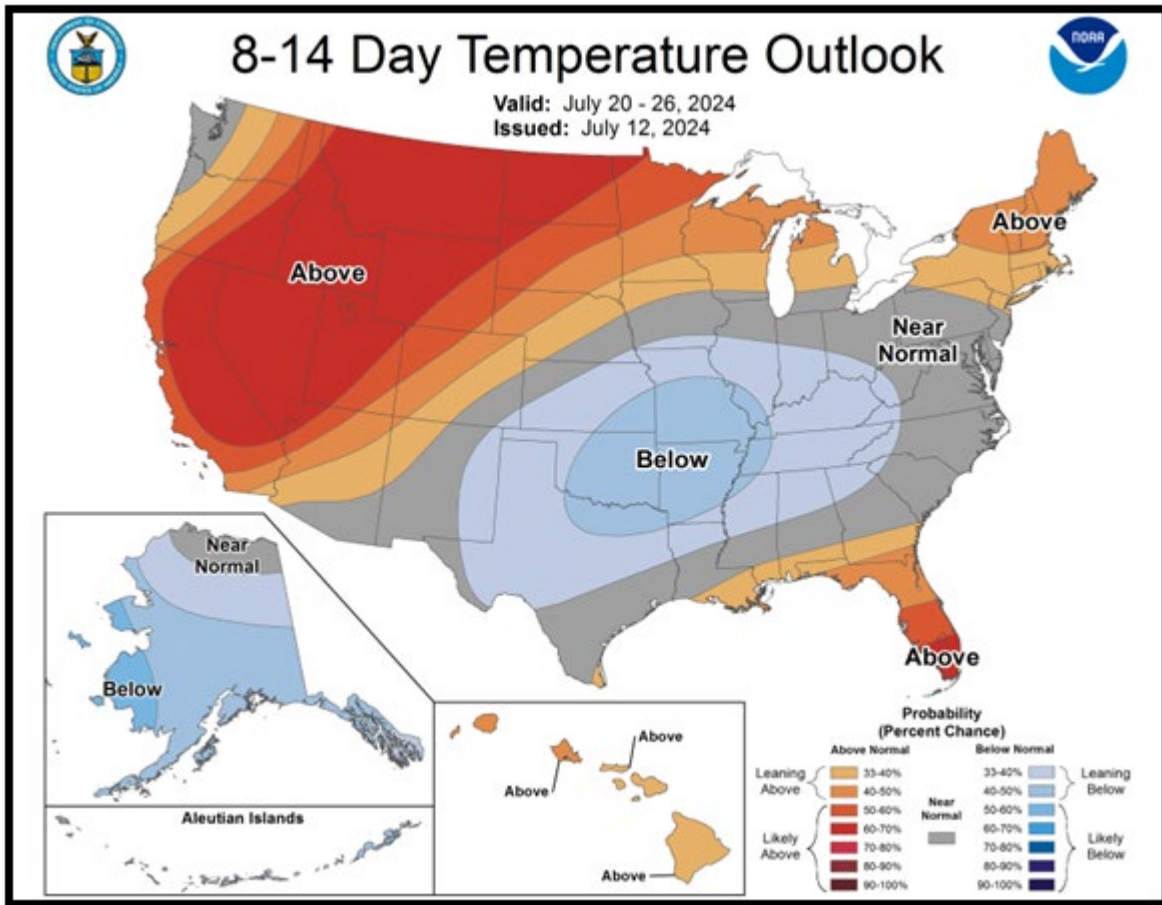 8-14 Day Temperature Outlook
NOAA
Valid: July 20 - 26, 2024
Issued: July 12, 2024
Above
Above
Near
Normal
Below
Above
Near
Normal
Below
Aleutian Islands
Above
Above
Above
Probability
(Percent Chance)
Above Normal
Below Normal
Leaning
Above
33-40%
40-50%
Likely
Above
50-60%
60-70%
70-80%
80-90%
90-100%
Near
Normal
33-40%
40-50%
Leaning
Below
50-60%
60-70%
70-80%
80-90%
90-100%
Likely
Below